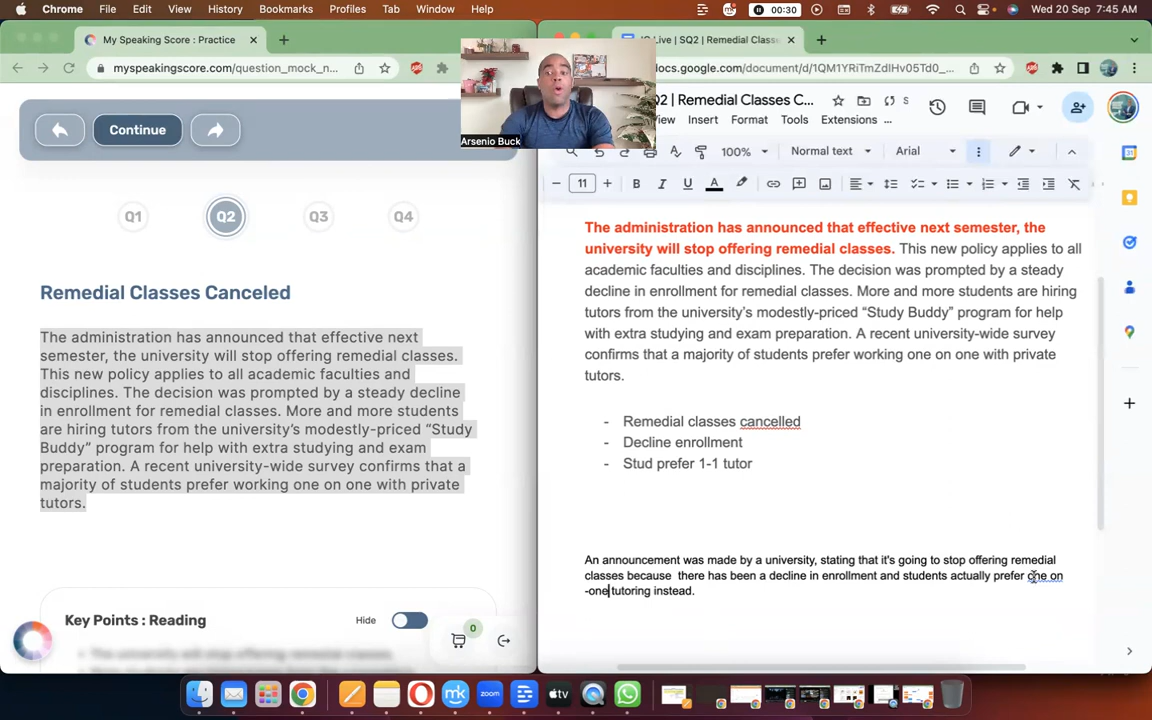 Chrome File Edit View History Bookmarks Profiles Tab Window Help
00:30
Wed 20 Sep 7:45 AM
My Speaking Score : Practice
myspeakingscore.com/question_mock_n...
Continue
Q1 Q2 Q3 Q4
Remedial Classes Canceled
The administration has announced that effective next
semester, the university will stop offering remedial classes.
This new policy applies to all academic faculties and
disciplines. The decision was prompted by a steady decline
in enrollment for remedial classes. More and more students
are hiring tutors from the university's modestly-priced “Study
Buddy” program for help with extra studying and exam
preparation. A recent university-wide survey confirms that a
majority of students prefer working one on one with private
tutors.
Key Points : Reading
Hide
0
Arsenio Buck
Live | SQ2 | Remedial Class
docs.google.com/document/d/1QM1YRiTmZdIHv05Td0_...
Q2 | Remedial Classes C...
S
View Insert Format Tools Extensions ...
100% Normal text Arial
11
B I U A
The administration has announced that effective next semester, the
university will stop offering remedial classes. This new policy applies to all
academic faculties and disciplines. The decision was prompted by a steady
decline in enrollment for remedial classes. More and more students are hiring
tutors from the university's modestly-priced “Study Buddy” program for help
with extra studying and exam preparation. A recent university-wide survey
confirms that a majority of students prefer working one on one with private
tutors.
- Remedial classes cancelled
- Decline enrollment
- Stud prefer 1-1 tutor
An announcement was made by a university, stating that it's going to stop offering remedial
classes because there has been a decline in enrollment and students actually prefer one on
-one tutoring instead.